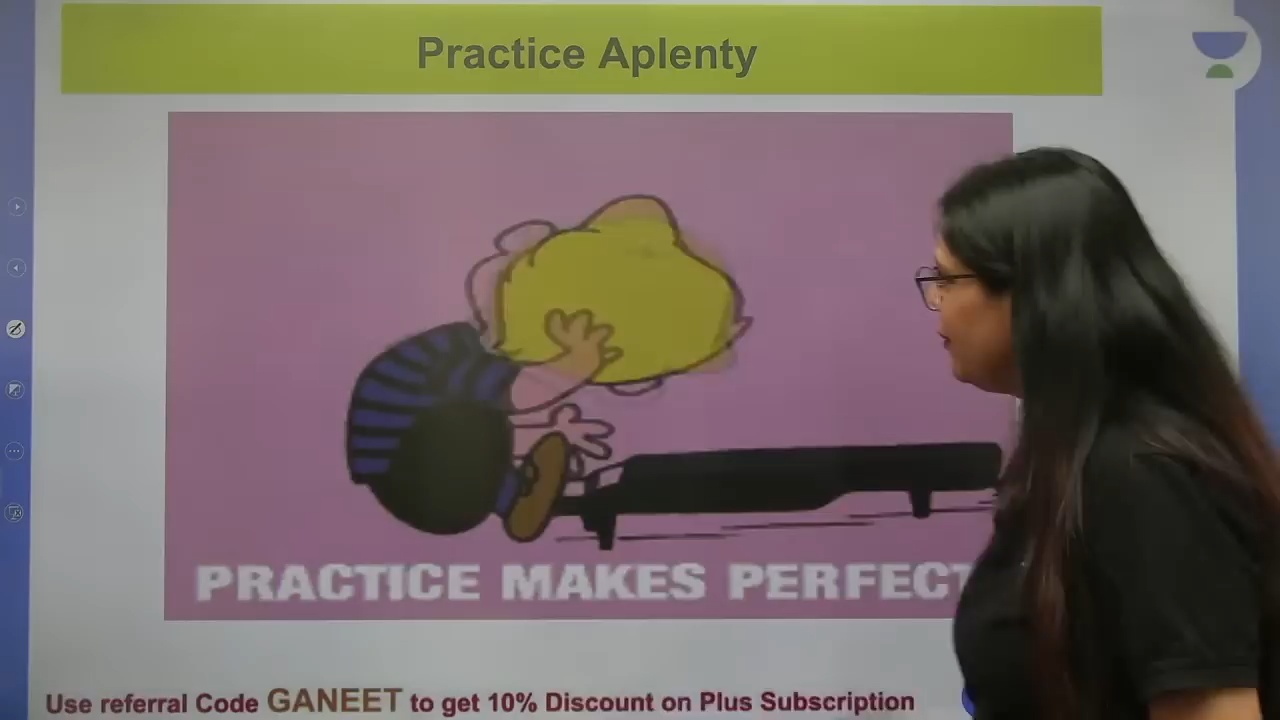 Practice Aplenty
PRACTICE MAKES PERFECT
Use referral Code GANEET to get 10% Discount on Plus Subscription